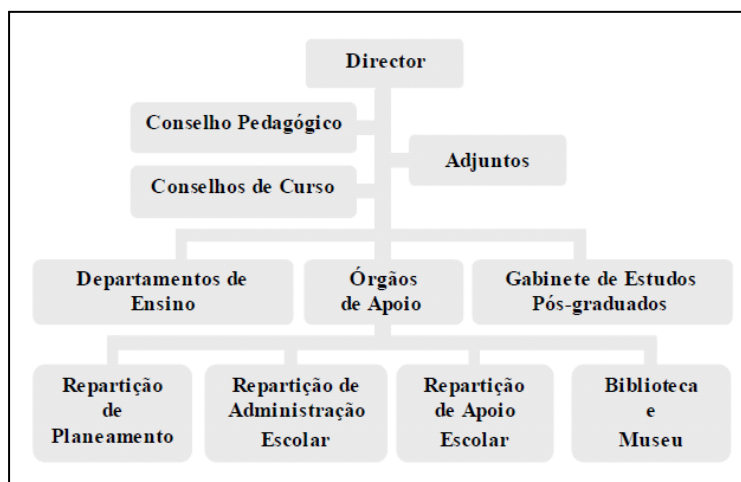 Director
Conselho Pedagógico
Adjuntos
Conselhos de Curso
Departamentos de
Ensino
Órgãos
de Apoio
Gabinete de Estudos
Pós-graduados
Repartição
de
Planeamento
Repartição de
Administração
Escolar
Repartição
de Apoio
Escolar
Biblioteca
e
Museu